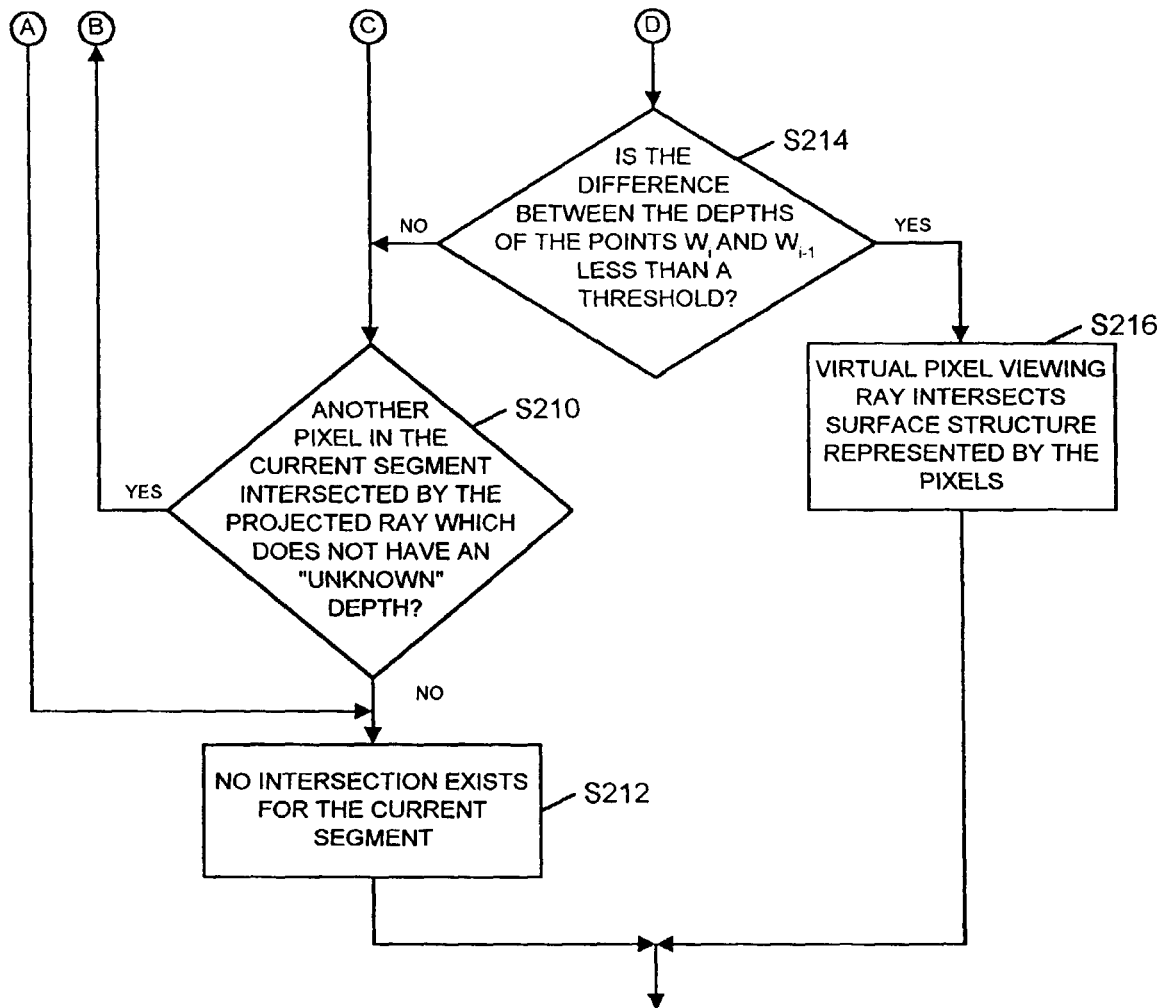 A
B
C
D
S214
IS THE
DIFFERENCE
BETWEEN THE DEPTHS
OF THE POINTS Wi AND Wi-1
LESS THAN A
THRESHOLD?
NO
YES
S216
VIRTUAL PIXEL VIEWING
RAY INTERSECTS
SURFACE STRUCTURE
REPRESENTED BY THE
PIXELS
S210
ANOTHER
PIXEL IN THE
CURRENT SEGMENT
INTERSECTED BY THE
PROJECTED RAY WHICH
DOES NOT HAVE AN
"UNKNOWN"
DEPTH?
YES
NO
S212
NO INTERSECTION EXISTS
FOR THE CURRENT
SEGMENT